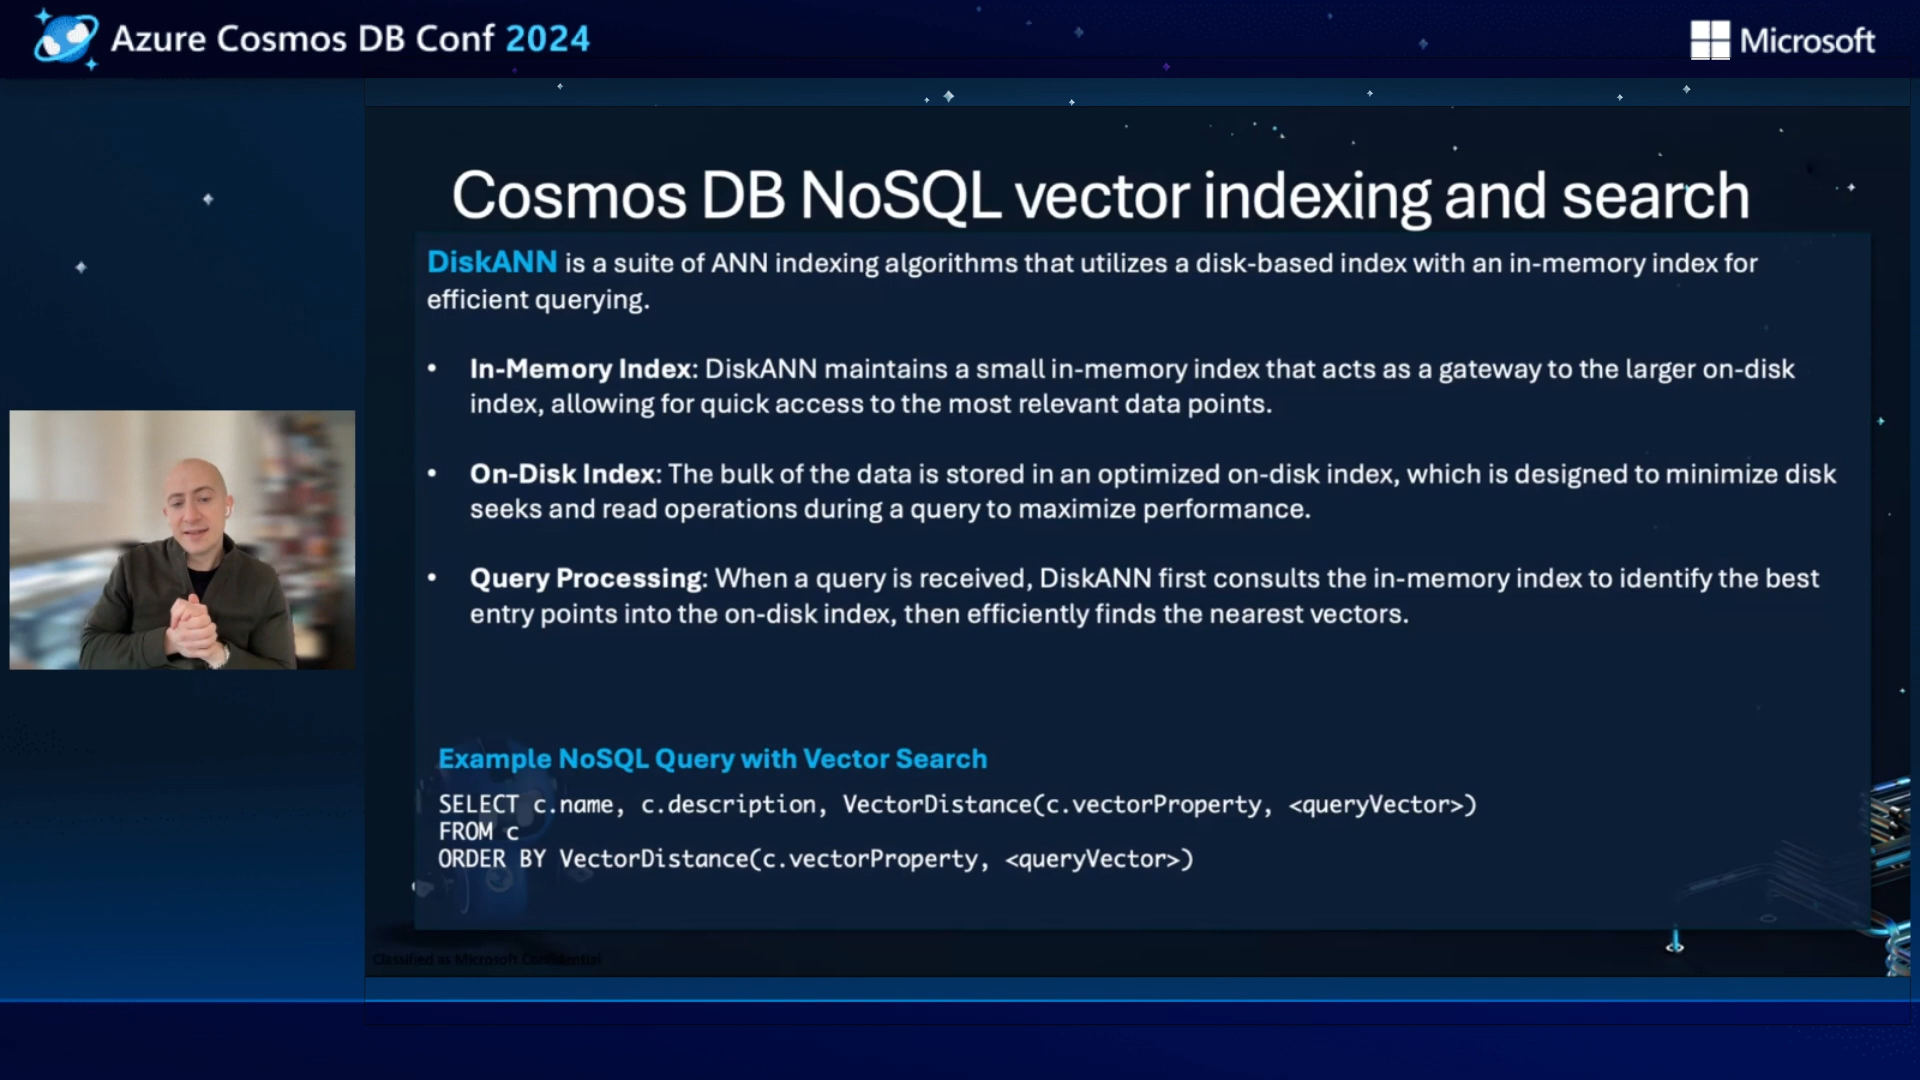 Azure Cosmos DB Conf 2024
Microsoft
Cosmos DB NoSQL vector indexing and search
DiskANN is a suite of ANN indexing algorithms that utilizes a disk-based index with an in-memory index for
efficient querying.
• In-Memory Index: DiskANN maintains a small in-memory index that acts as a gateway to the larger on-disk
index, allowing for quick access to the most relevant data points.
• On-Disk Index: The bulk of the data is stored in an optimized on-disk index, which is designed to minimize disk
seeks and read operations during a query to maximize performance.
• Query Processing: When a query is received, DiskANN first consults the in-memory index to identify the best
entry points into the on-disk index, then efficiently finds the nearest vectors.
Example NoSQL Query with Vector Search
SELECT c.name, c.description, VectorDistance(c.vectorProperty, <queryVector>)
FROM c
ORDER BY VectorDistance(c.vectorProperty, <queryVector>)
Classified as Microsoft Confidential